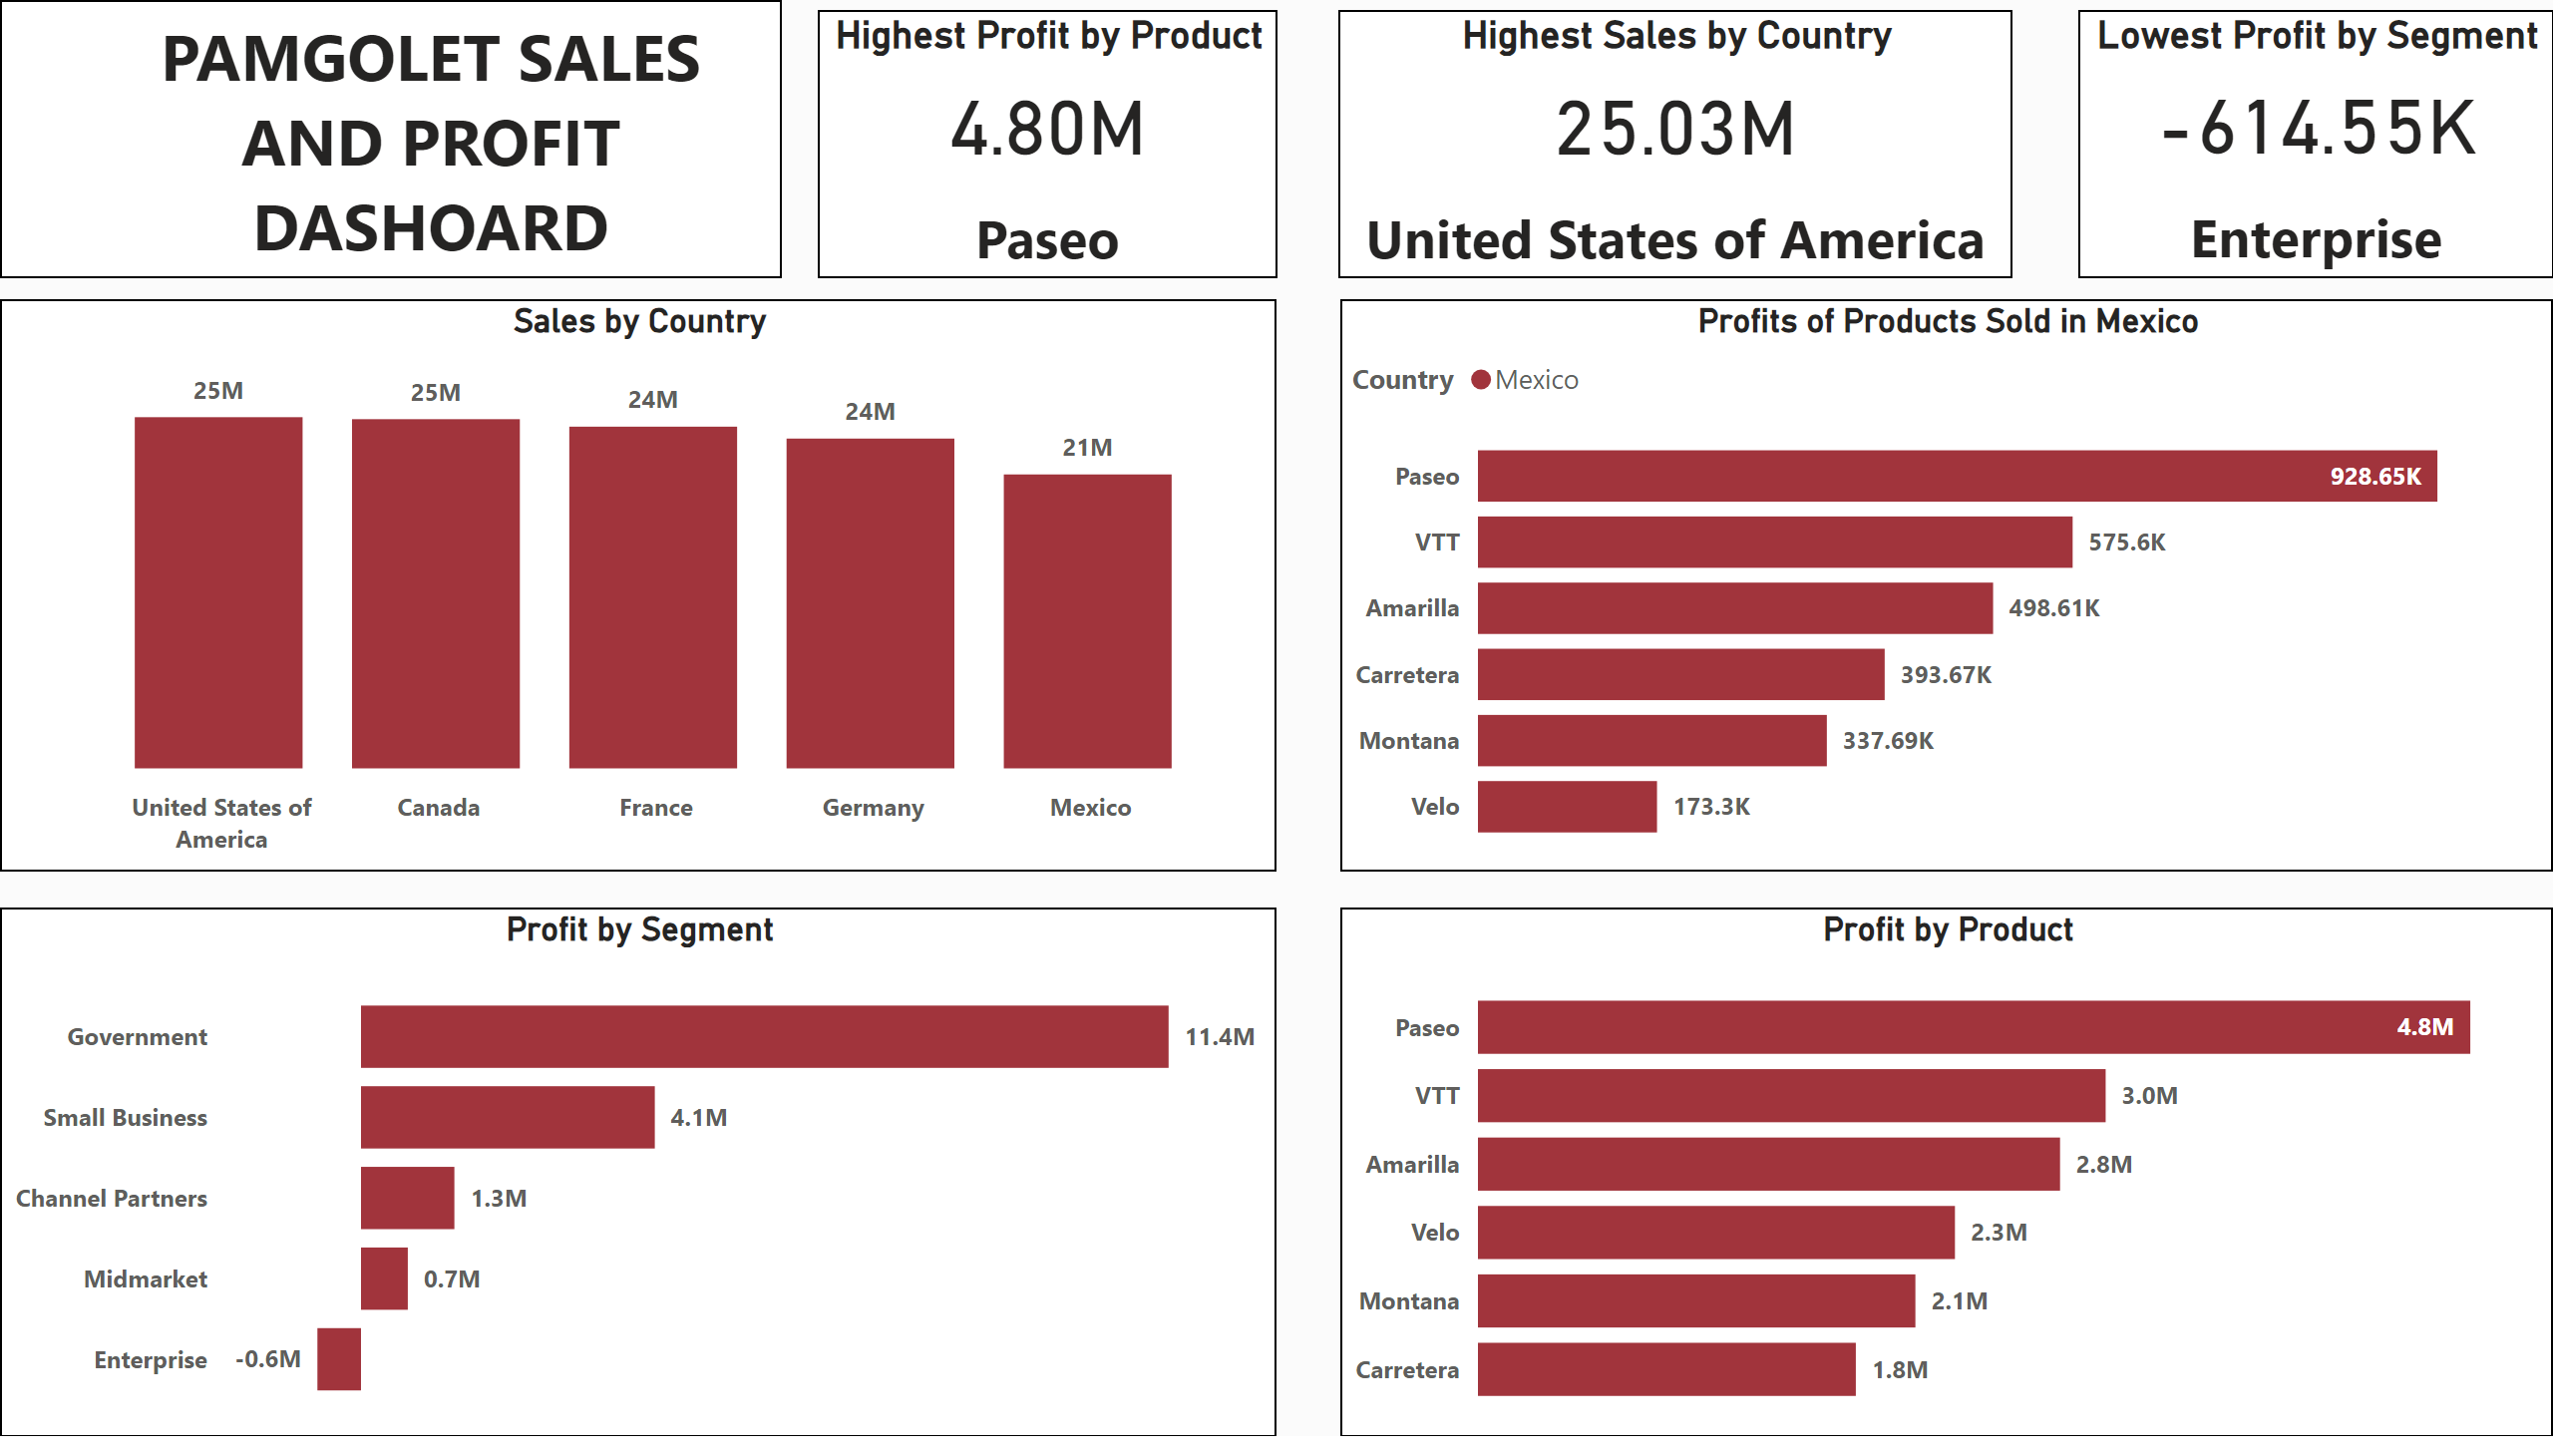 PAMGOLET SALES
AND PROFIT
DASHOARD
Highest Profit by Product
4.80M
Paseo
Highest Sales by Country
25.03M
United States of America
Lowest Profit by Segment
-614.55K
Enterprise
Sales by Country
25M
25M
24M
24M
21M
United States of
America
Canada
France
Germany
Mexico
Profits of Products Sold in Mexico
Country Mexico
Paseo 928.65K
VTT 575.6K
Amarilla 498.61K
Carretera 393.67K
Montana 337.69K
Velo 173.3K
Profit by Segment
Government 11.4M
Small Business 4.1M
Channel Partners 1.3M
Midmarket 0.7M
Enterprise -0.6M
Profit by Product
Paseo 4.8M
VTT 3.0M
Amarilla 2.8M
Velo 2.3M
Montana 2.1M
Carretera 1.8M